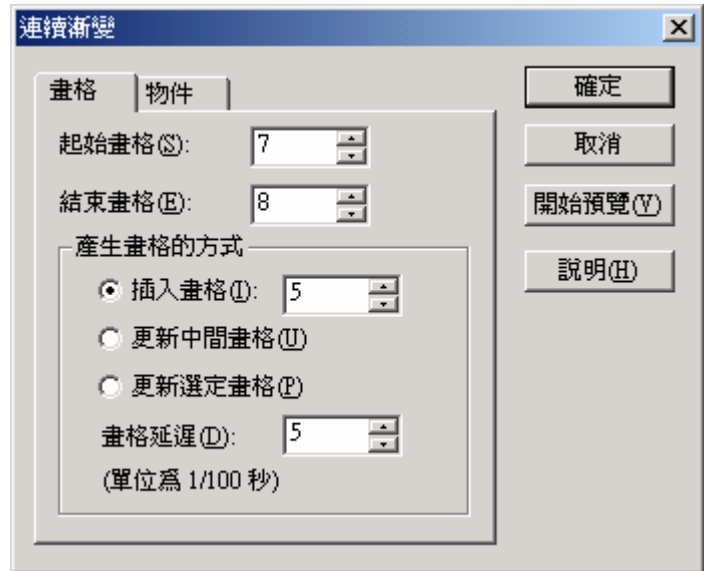 連續漸變
畫格 物件
起始畫格(S): 7
結束畫格(E): 8
產生畫格的方式
插入畫格(I): 5
更新中間畫格(U)
更新選定畫格(P)
畫格延遲(D): 5
(單位爲 1/100 秒)
確定
取消
開始預覽(V)
說明(H)